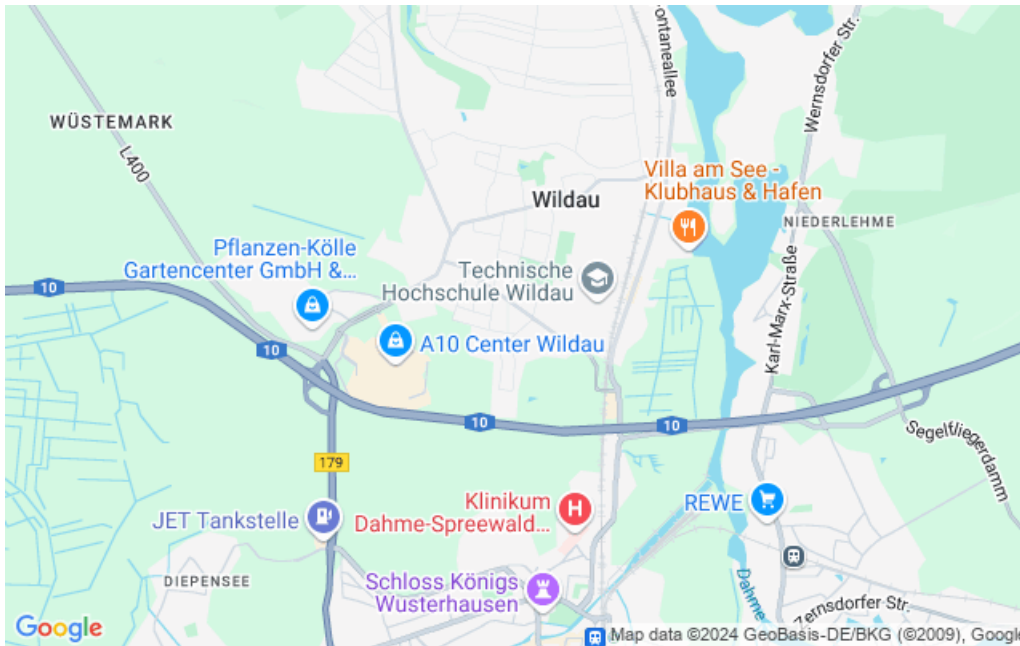 Fontaneallee
Wernsdorfer Str.
WÜSTEMARK
L400
Villa am See -
Klubhaus & Hafen
Wildau
NIEDERLEHME
Pflanzen-Kölle
Gartencenter GmbH &...
Technische
Hochschule Wildau
10
Karl-Marx-Straße
A10 Center Wildau
10
10
10
Segelfliegerdamm
179
Klinikum
Dahme-Spreewald...
REWE
JET Tankstelle
DIEPENSEE
Schloss Königs
Wusterhausen
Dahme
Zernsdorfer Str.
Google
Map data ©2024 GeoBasis-DE/BKG (©2009), Google